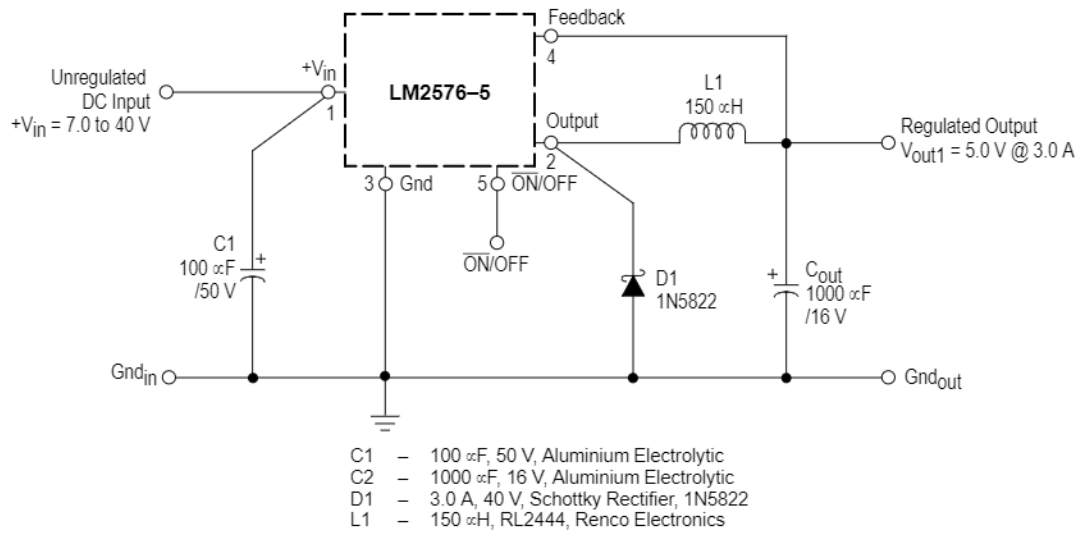 Feedback
4
Unregulated
DC Input
+Vin = 7.0 to 40 V
+Vin
1
LM2576–5
L1
150 ∝H
Output
2
Regulated Output
Vout1 = 5.0 V @ 3.0 A
3 Gnd
5 O̅N̅/OFF
O̅N̅/OFF
C1
100 ∝F
/50 V
+
D1
1N5822
+
Cout
1000 ∝F
/16 V
Gndin
Gndout
C1 – 100 ∝F, 50 V, Aluminium Electrolytic
C2 – 1000 ∝F, 16 V, Aluminium Electrolytic
D1 – 3.0 A, 40 V, Schottky Rectifier, 1N5822
L1 – 150 ∝H, RL2444, Renco Electronics